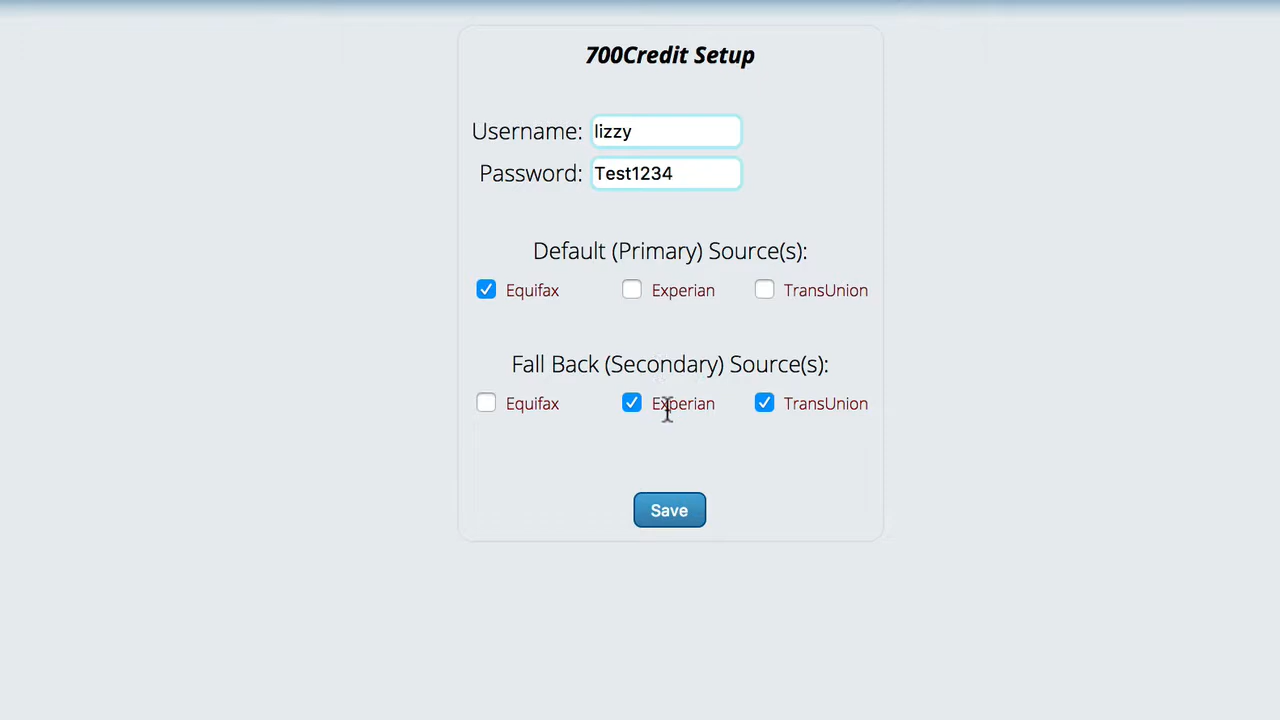 700Credit Setup
Username: lizzy
Password: Test1234
Default (Primary) Source(s):
Equifax Experian TransUnion
Fall Back (Secondary) Source(s):
Equifax Experian TransUnion
Save